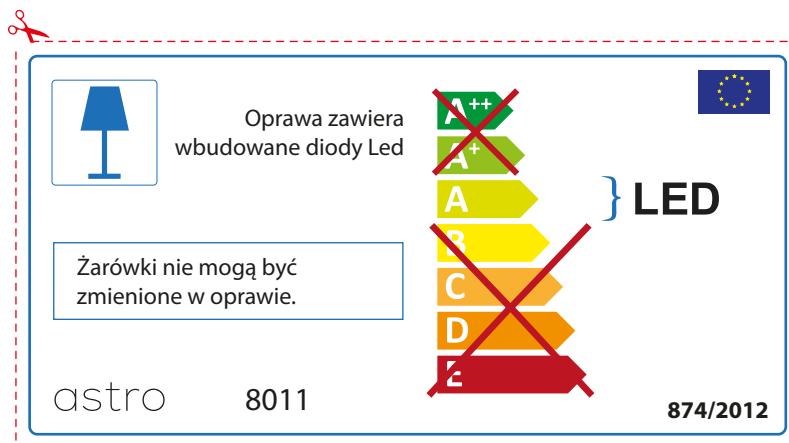 Oprawa zawiera
wbudowane diody Led
A++
A+
A
B
C
D
E
LED
Żarówki nie mogą być
zmienione w oprawie.
astro
8011
874/2012